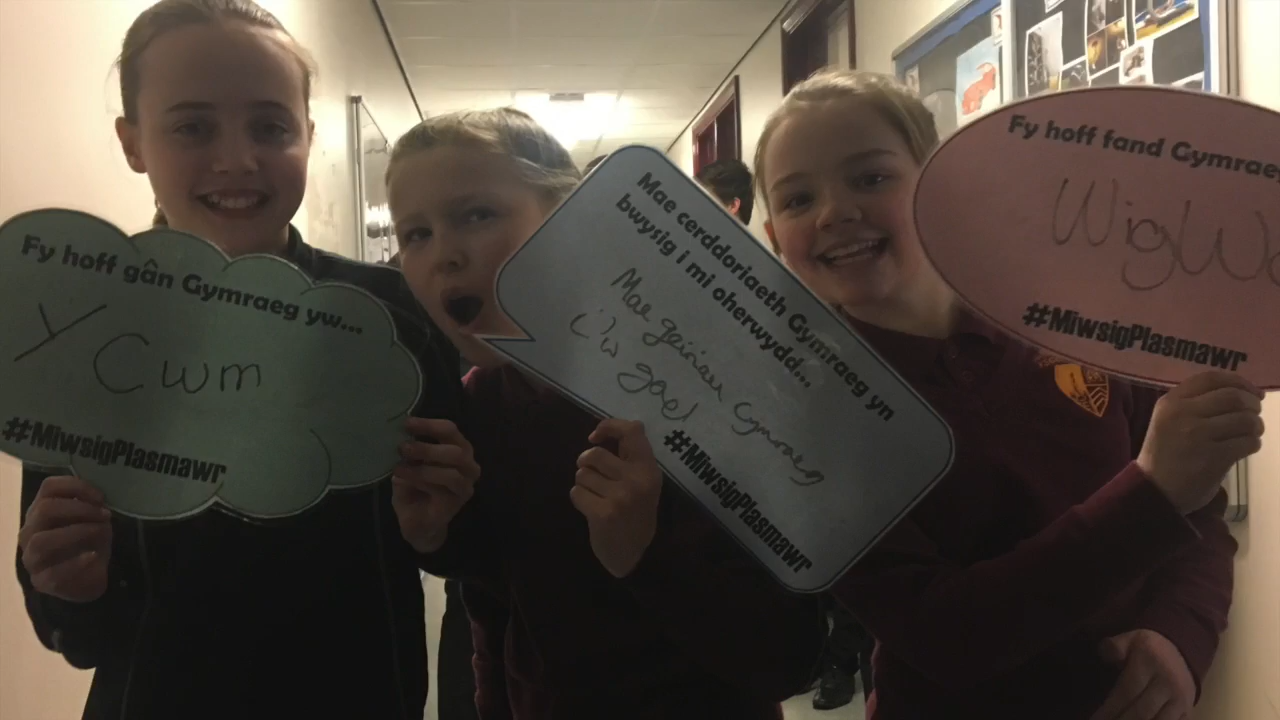 Fy hoff gân Gymraeg yw...
Y Cwm
#MiwsigPlasmawr
Mae cerddoriaeth Gymraeg yn
bwysig i mi oherwydd...
Mae geiriau Cymraeg
i'w gael
#MiwsigPlasmawr
Fy hoff fand Gymraeg
WigWa
#MiwsigPlasmawr